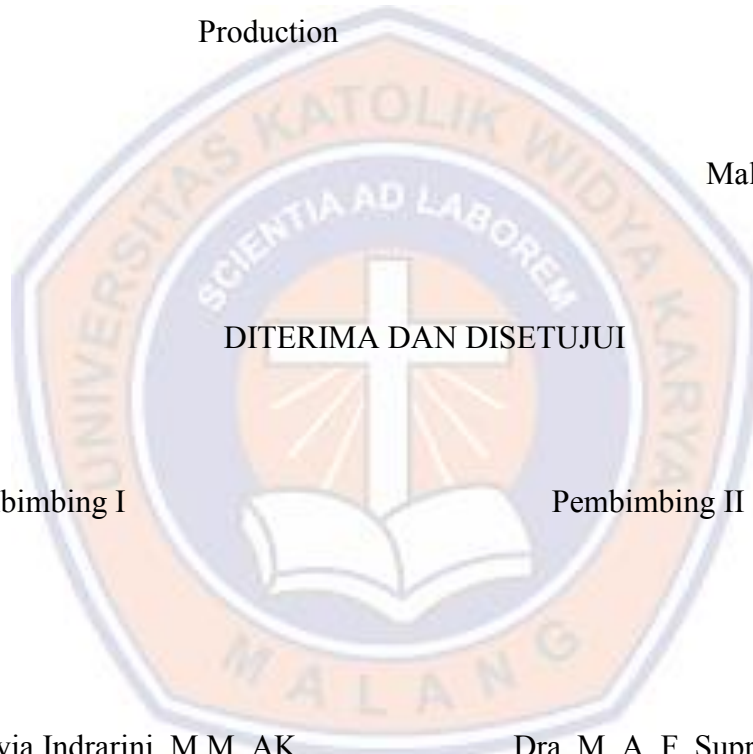 Production
Mal
UNIVERSITAS KATOLIK WIDYA KARYA
SCIENTIA AD LABOREM
DITERIMA DAN DISETUJUI
bimbing I Pembimbing II
MALANG
via Indrarini, M.M.,AK Dra. M. A. F. Supr